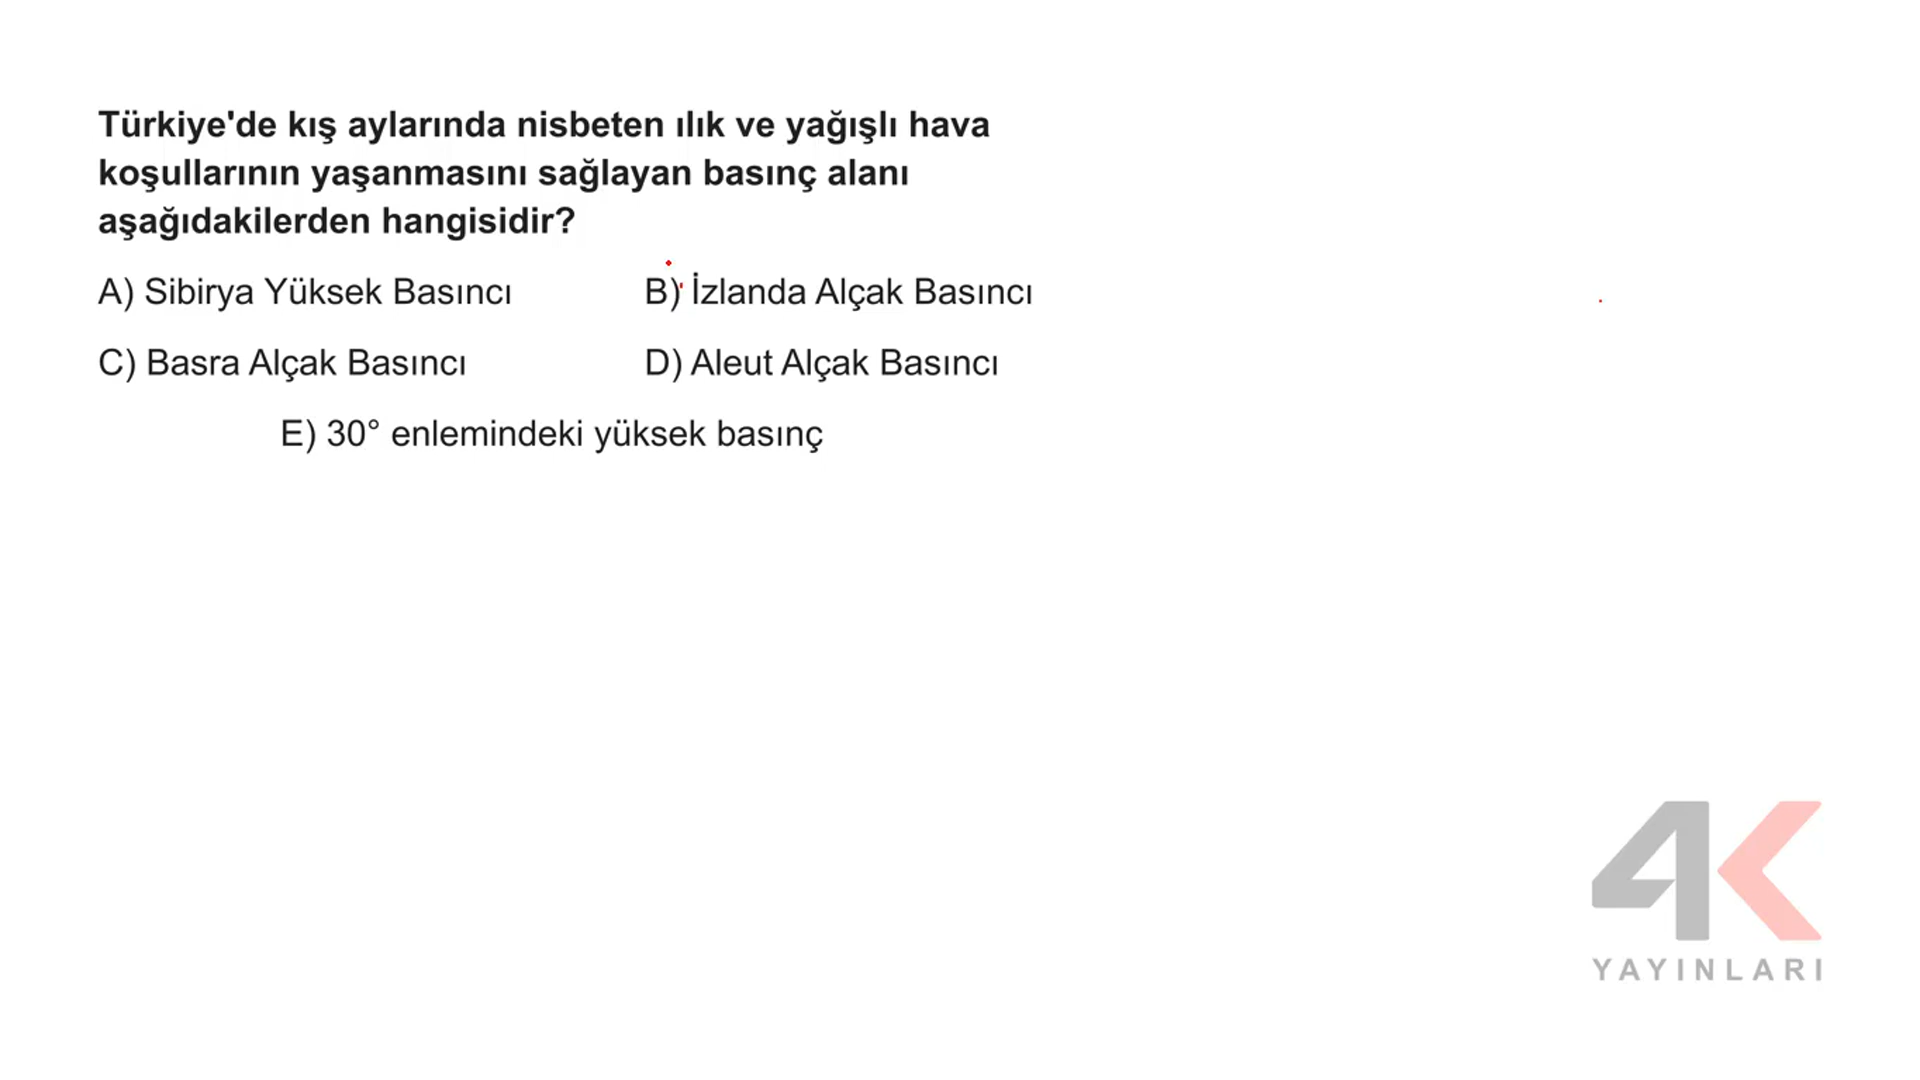 Türkiye'de kış aylarında nisbeten ılık ve yağışlı hava
koşullarının yaşanmasını sağlayan basınç alanı
aşağıdakilerden hangisidir?
A) Sibirya Yüksek Basıncı B) İzlanda Alçak Basıncı
C) Basra Alçak Basıncı D) Aleut Alçak Basıncı
E) 30° enlemindeki yüksek basınç
4K
YAYINLARI